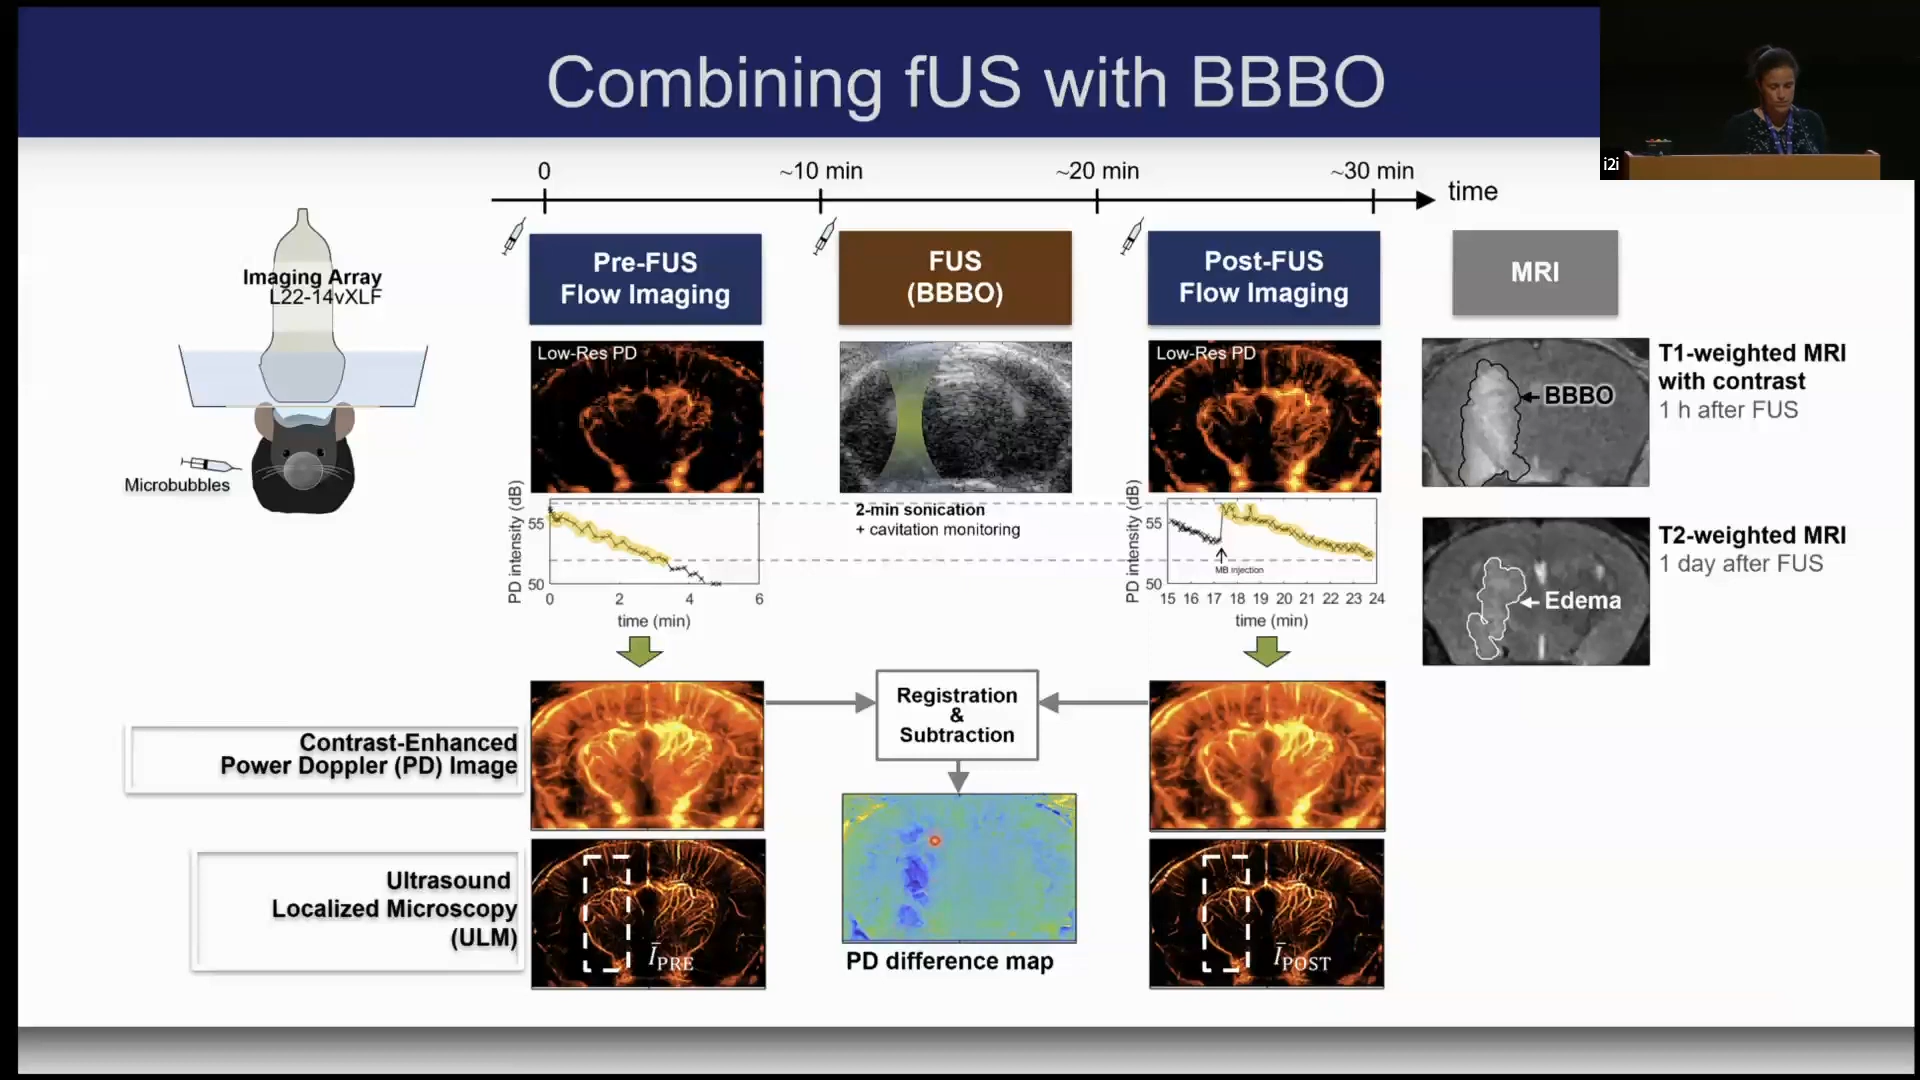 Combining fUS with BBBO
i2i
0
~10 min
~20 min
~30 min
time
Imaging Array
L22-14vXLF
Microbubbles
Pre-FUS
Flow Imaging
FUS
(BBBO)
Post-FUS
Flow Imaging
MRI
Low-Res PD
Low-Res PD
BBBO
T1-weighted MRI
with contrast
1 h after FUS
PD intensity (dB)
55
50
0 2 4 6
time (min)
2-min sonication
+ cavitation monitoring
PD intensity (dB)
55
50
MB injection
15 16 17 18 19 20 21 22 23 24
time (min)
Edema
T2-weighted MRI
1 day after FUS
Contrast-Enhanced
Power Doppler (PD) Image
Registration
&
Subtraction
Ultrasound
Localized Microscopy
(ULM)
ĪPRE
PD difference map
ĪPOST